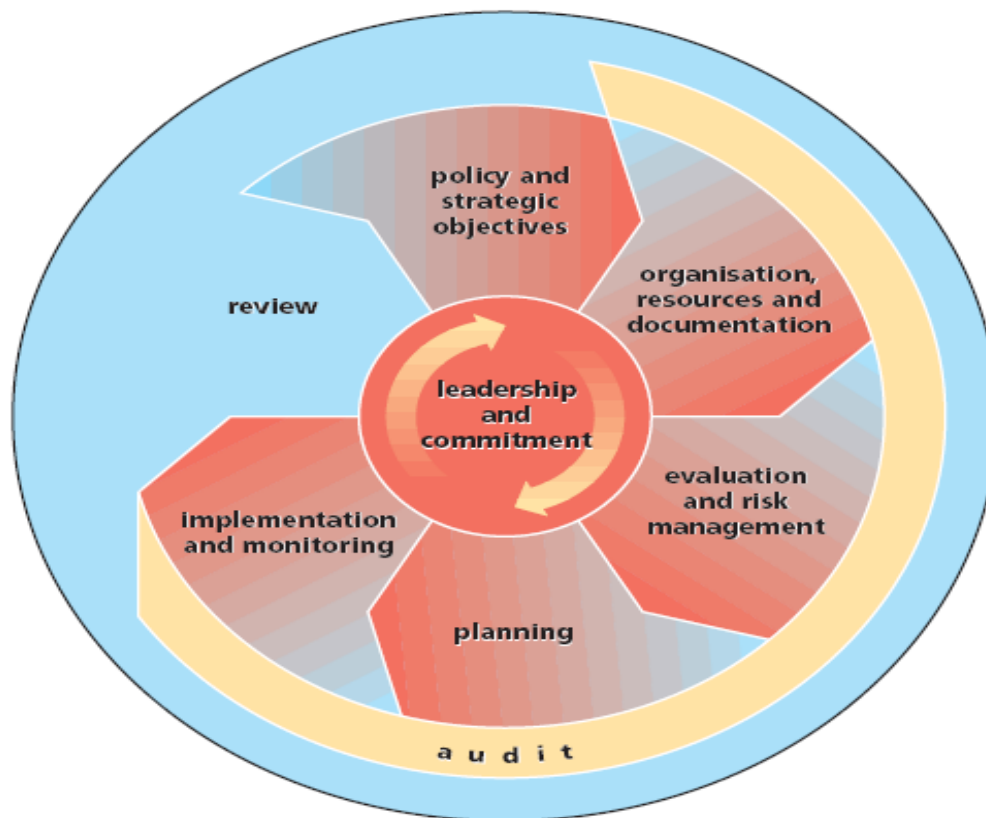 policy and
strategic
objectives
organisation,
resources and
documentation
evaluation
and risk
management
planning
implementation
and monitoring
review
leadership
and
commitment
audit